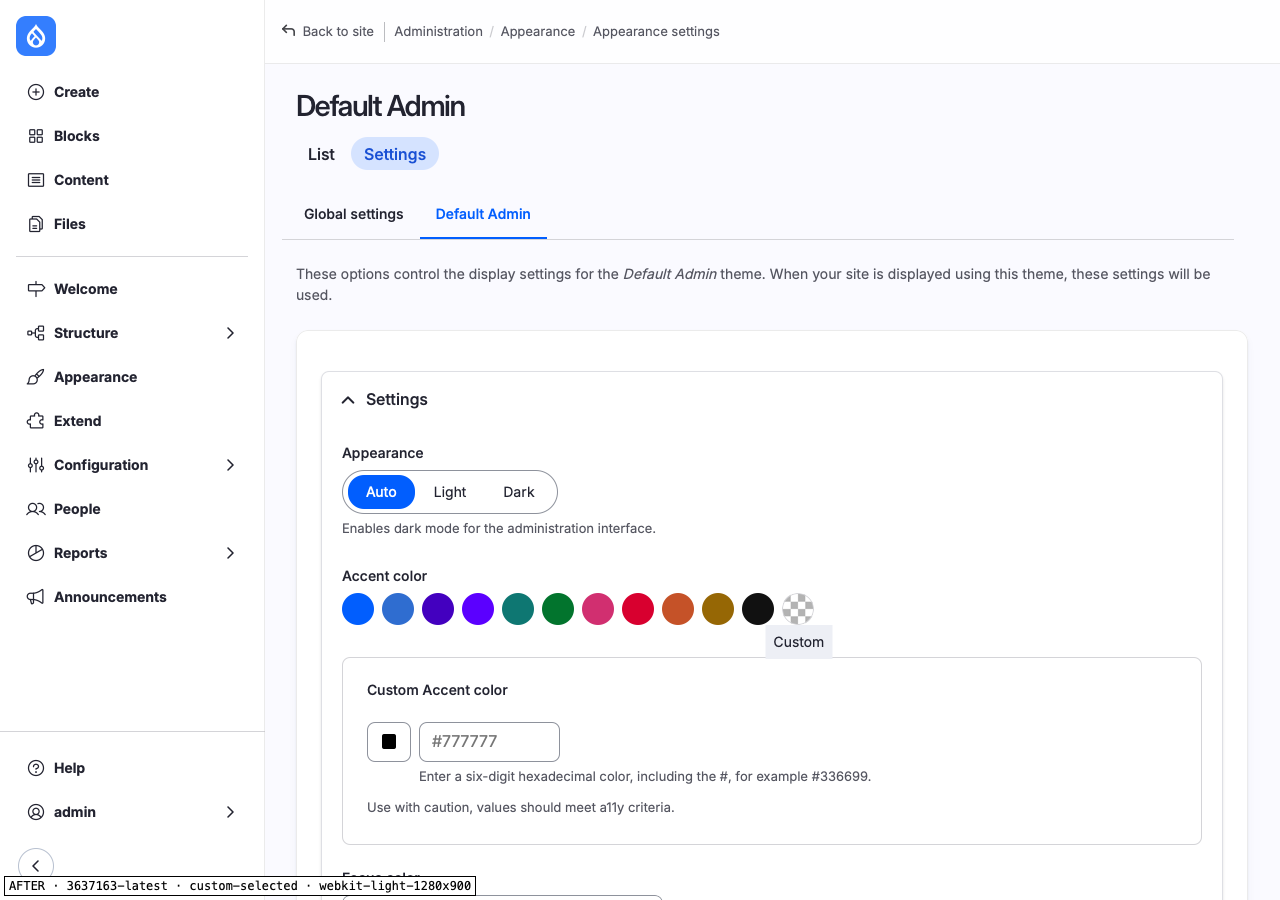 Back to site
Administration / Appearance / Appearance settings
Create
Blocks
Content
Files
Welcome
Structure
Appearance
Extend
Configuration
People
Reports
Announcements
Help
admin
Default Admin
List
Settings
Global settings
Default Admin
These options control the display settings for the Default Admin theme. When your site is displayed using this theme, these settings will be
used.
Settings
Appearance
Auto
Light
Dark
Enables dark mode for the administration interface.
Accent color
Custom
Custom Accent color
#777777
Enter a six-digit hexadecimal color, including the #, for example #336699.
Use with caution, values should meet a11y criteria.
Focus color
AFTER · 3637163-latest · custom-selected · webkit-light-1280x900